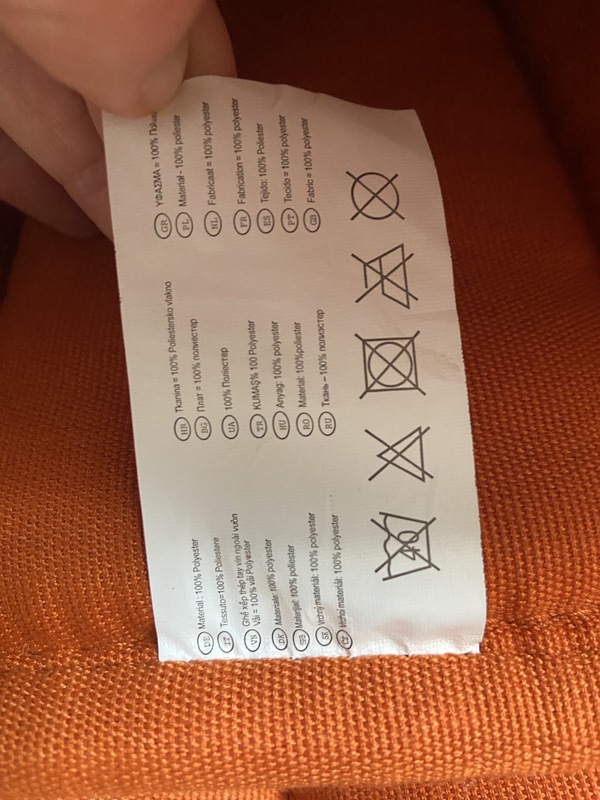 DE Material : 100% Polyester
IT Tessuto=100% Poliestere
VN Ghế xếp thép tay vịn ngoài vườn
Vải = 100% vải Polyester
DK Materiale: 100% polyester
Materijal: 100% poliester
SK Vrchný materiál: 100% polyester
CZ Vrchní materiál: 100% polyester
HR Tkanina = 100% Poliestersko vlakno
BG Плат = 100% полиестер
UA 100% Поліестер
TR KUMAŞ% 100 Polyester
HU Anyag: 100% polyester
RO Material: 100%poliester
RU Ткань – 100% полиэстер
GR ΥΦΑΣΜΑ = 100%
PL Material - 100% poliester
NL Fabricaat = 100% polyester
FR Fabrication = 100% polyester
ES Tejido: 100% Poliester
PT Tecido = 100% polyester
GB Fabric = 100% polyester
40